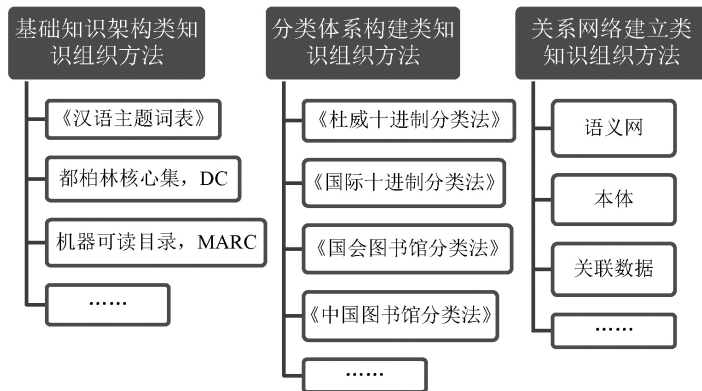 基础知识架构类知
识组织方法
《汉语主题词表》
都柏林核心集，DC
机器可读目录，MARC
……
分类体系构建类知
识组织方法
《杜威十进制分类法》
《国际十进制分类法》
《国会图书馆分类法》
《中国图书馆分类法》
……
关系网络建立类
知识组织方法
语义网
本体
关联数据
……